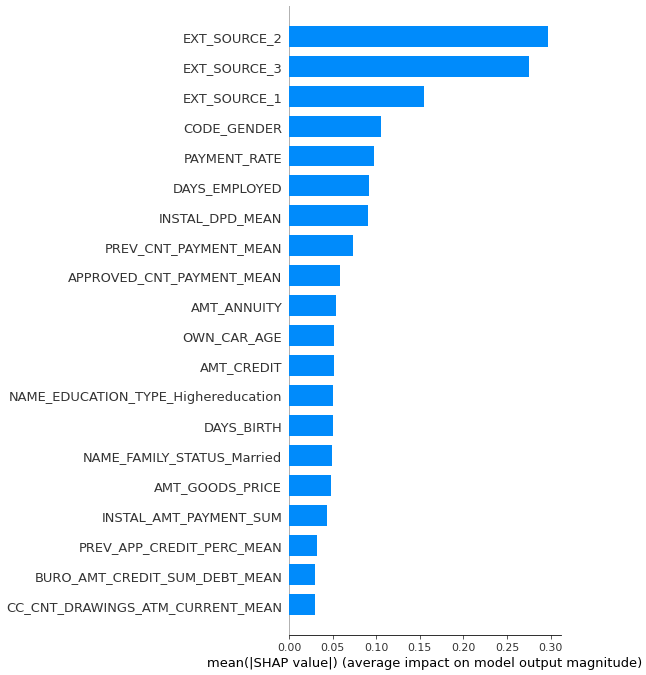 EXT_SOURCE_2
EXT_SOURCE_3
EXT_SOURCE_1
CODE_GENDER
PAYMENT_RATE
DAYS_EMPLOYED
INSTAL_DPD_MEAN
PREV_CNT_PAYMENT_MEAN
APPROVED_CNT_PAYMENT_MEAN
AMT_ANNUITY
OWN_CAR_AGE
AMT_CREDIT
NAME_EDUCATION_TYPE_Highereducation
DAYS_BIRTH
NAME_FAMILY_STATUS_Married
AMT_GOODS_PRICE
INSTAL_AMT_PAYMENT_SUM
PREV_APP_CREDIT_PERC_MEAN
BURO_AMT_CREDIT_SUM_DEBT_MEAN
CC_CNT_DRAWINGS_ATM_CURRENT_MEAN
0.00 0.05 0.10 0.15 0.20 0.25 0.30
mean(|SHAP value|) (average impact on model output magnitude)